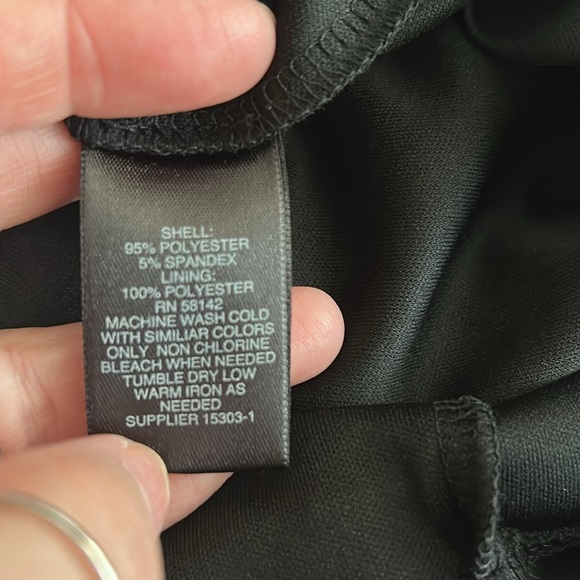 SHELL:
95% POLYESTER
5% SPANDEX
LINING:
100% POLYESTER
RN 58142
MACHINE WASH COLD
WITH SIMILIAR COLORS
ONLY NON CHLORINE
BLEACH WHEN NEEDED
TUMBLE DRY LOW
WARM IRON AS
NEEDED
SUPPLIER 15303-1